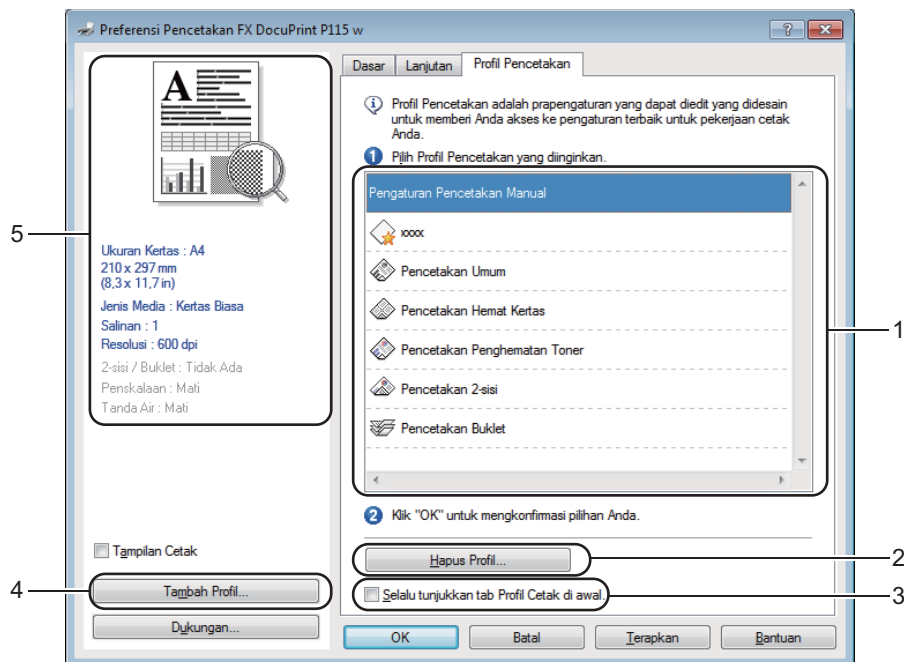 Preferensi Pencetakan FX DocuPrint P115 w
Dasar
Lanjutan
Profil Pencetakan
A
Profil Pencetakan adalah prapengaturan yang dapat diedit yang didesain
untuk memberi Anda akses ke pengaturan terbaik untuk pekerjaan cetak
Anda.
1 Pilih Profil Pencetakan yang diinginkan.
Pengaturan Pencetakan Manual
xxxx
Pencetakan Umum
Pencetakan Hemat Kertas
Pencetakan Penghematan Toner
Pencetakan 2-sisi
Pencetakan Buklet
1
5
Ukuran Kertas : A4
210 x 297 mm
(8,3 x 11,7 in)
Jenis Media : Kertas Biasa
Salinan : 1
Resolusi : 600 dpi
2-sisi / Buklet : Tidak Ada
Penskalaan : Mati
Tanda Air : Mati
2 Klik "OK" untuk mengkonfirmasi pilihan Anda.
Tampilan Cetak
Hapus Profil...
2
4
Tambah Profil...
Selalu tunjukkan tab Profil Cetak di awal.
3
Dukungan...
OK
Batal
Terapkan
Bantuan